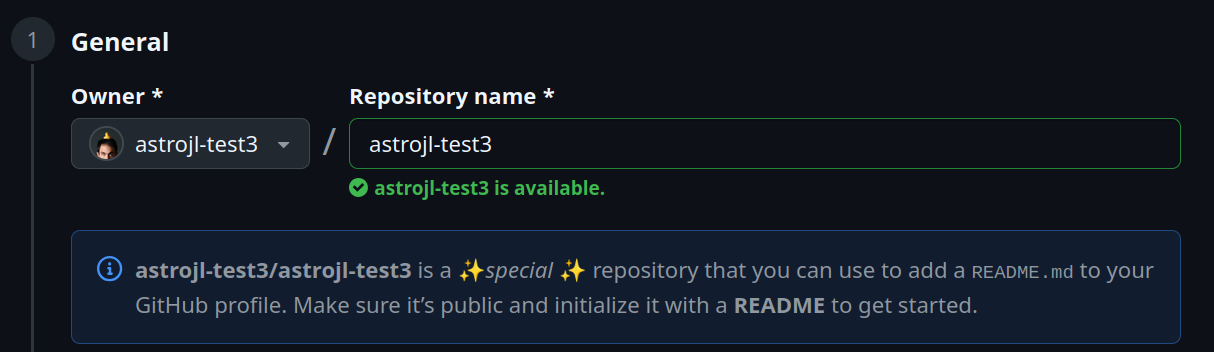 1
General
Owner *
Repository name *
astrojl-test3
/
astrojl-test3
astrojl-test3 is available.
astrojl-test3/astrojl-test3 is a ✨special ✨ repository that you can use to add a README.md to your
GitHub profile. Make sure it’s public and initialize it with a README to get started.